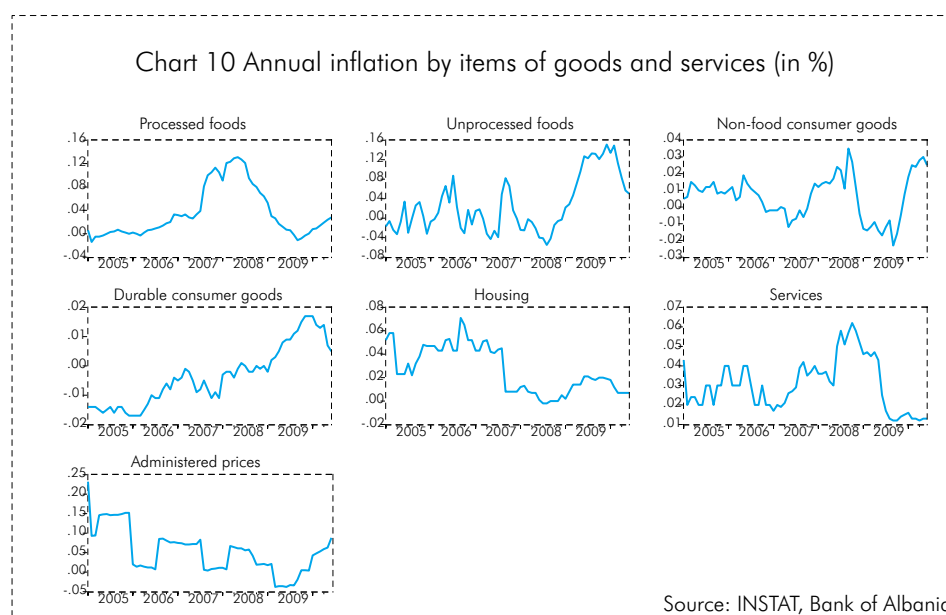 Chart 10 Annual inflation by items of goods and services (in %)
Processed foods
.16
.12
.08
.04
.00
-.04
2005 2006 2007 2008 2009
Unprocessed foods
.16
.12
.08
.04
.00
-.04
-.08
2005 2006 2007 2008 2009
Non-food consumer goods
.04
.03
.02
.01
.00
-.01
-.02
-.03
2005 2006 2007 2008 2009
Durable consumer goods
.02
.01
.00
-.01
-.02
2005 2006 2007 2008 2009
Housing
.08
.06
.04
.02
.00
-.02
2005 2006 2007 2008 2009
Services
.07
.06
.05
.04
.03
.02
.01
2005 2006 2007 2008 2009
Administered prices
.25
.20
.15
.10
.05
.00
-.05
2005 2006 2007 2008 2009
Source: INSTAT, Bank of Albania